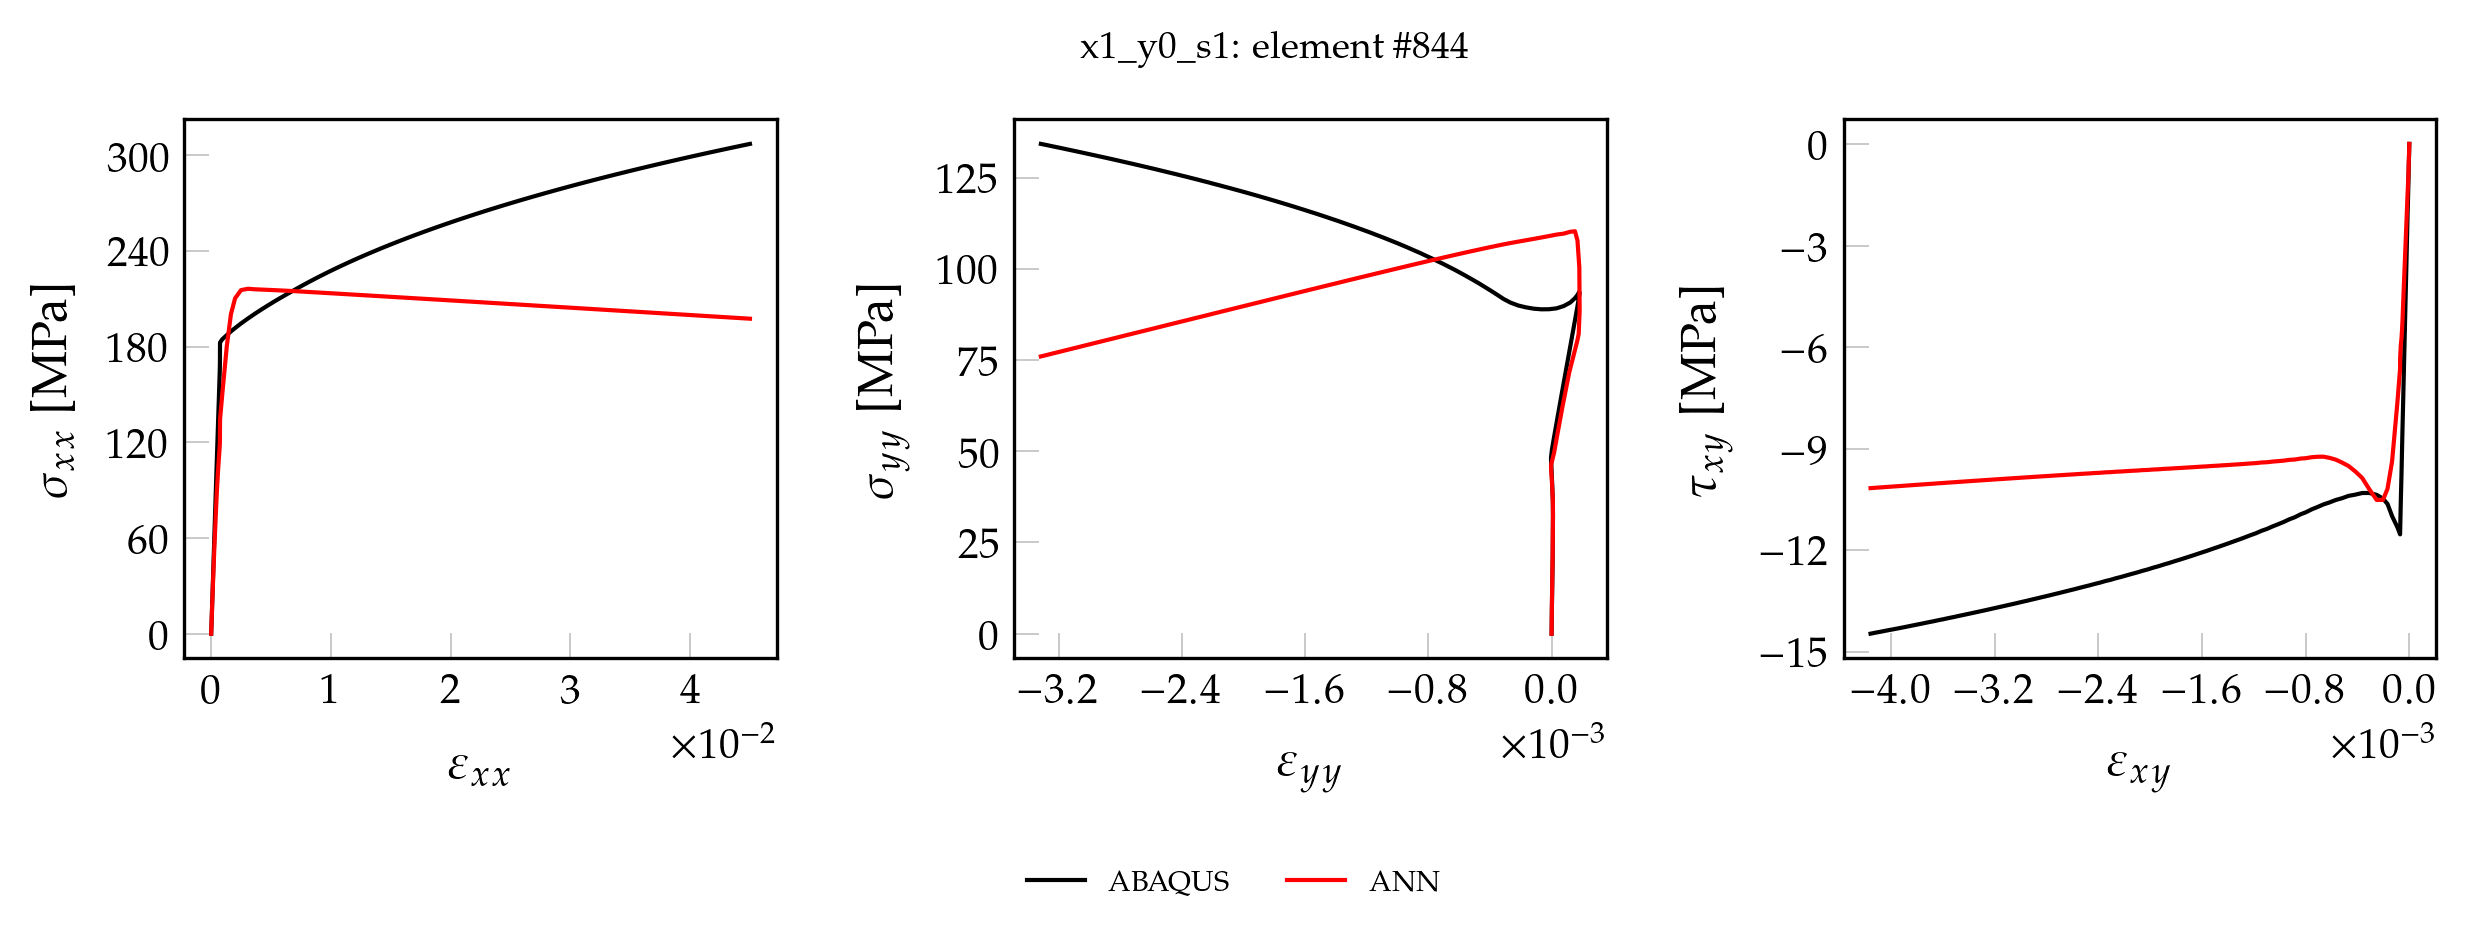 x1_y0_s1: element #844
σxx [MPa]
300
240
180
120
60
0
0 1 2 3 4
×10⁻²
εxx
σyy [MPa]
125
100
75
50
25
0
−3.2 −2.4 −1.6 −0.8 0.0
×10⁻³
εyy
τxy [MPa]
0
−3
−6
−9
−12
−15
−4.0 −3.2 −2.4 −1.6 −0.8 0.0
×10⁻³
εxy
ABAQUS ANN